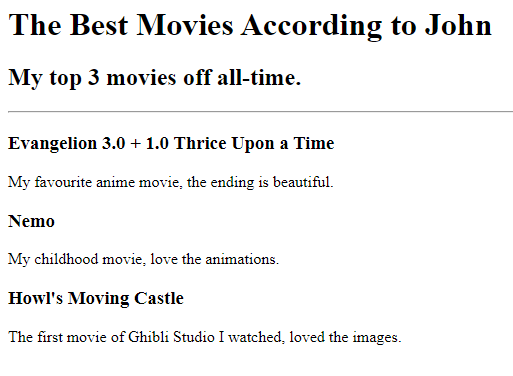 The Best Movies According to John
My top 3 movies off all-time.
Evangelion 3.0 + 1.0 Thrice Upon a Time
My favourite anime movie, the ending is beautiful.
Nemo
My childhood movie, love the animations.
Howl's Moving Castle
The first movie of Ghibli Studio I watched, loved the images.